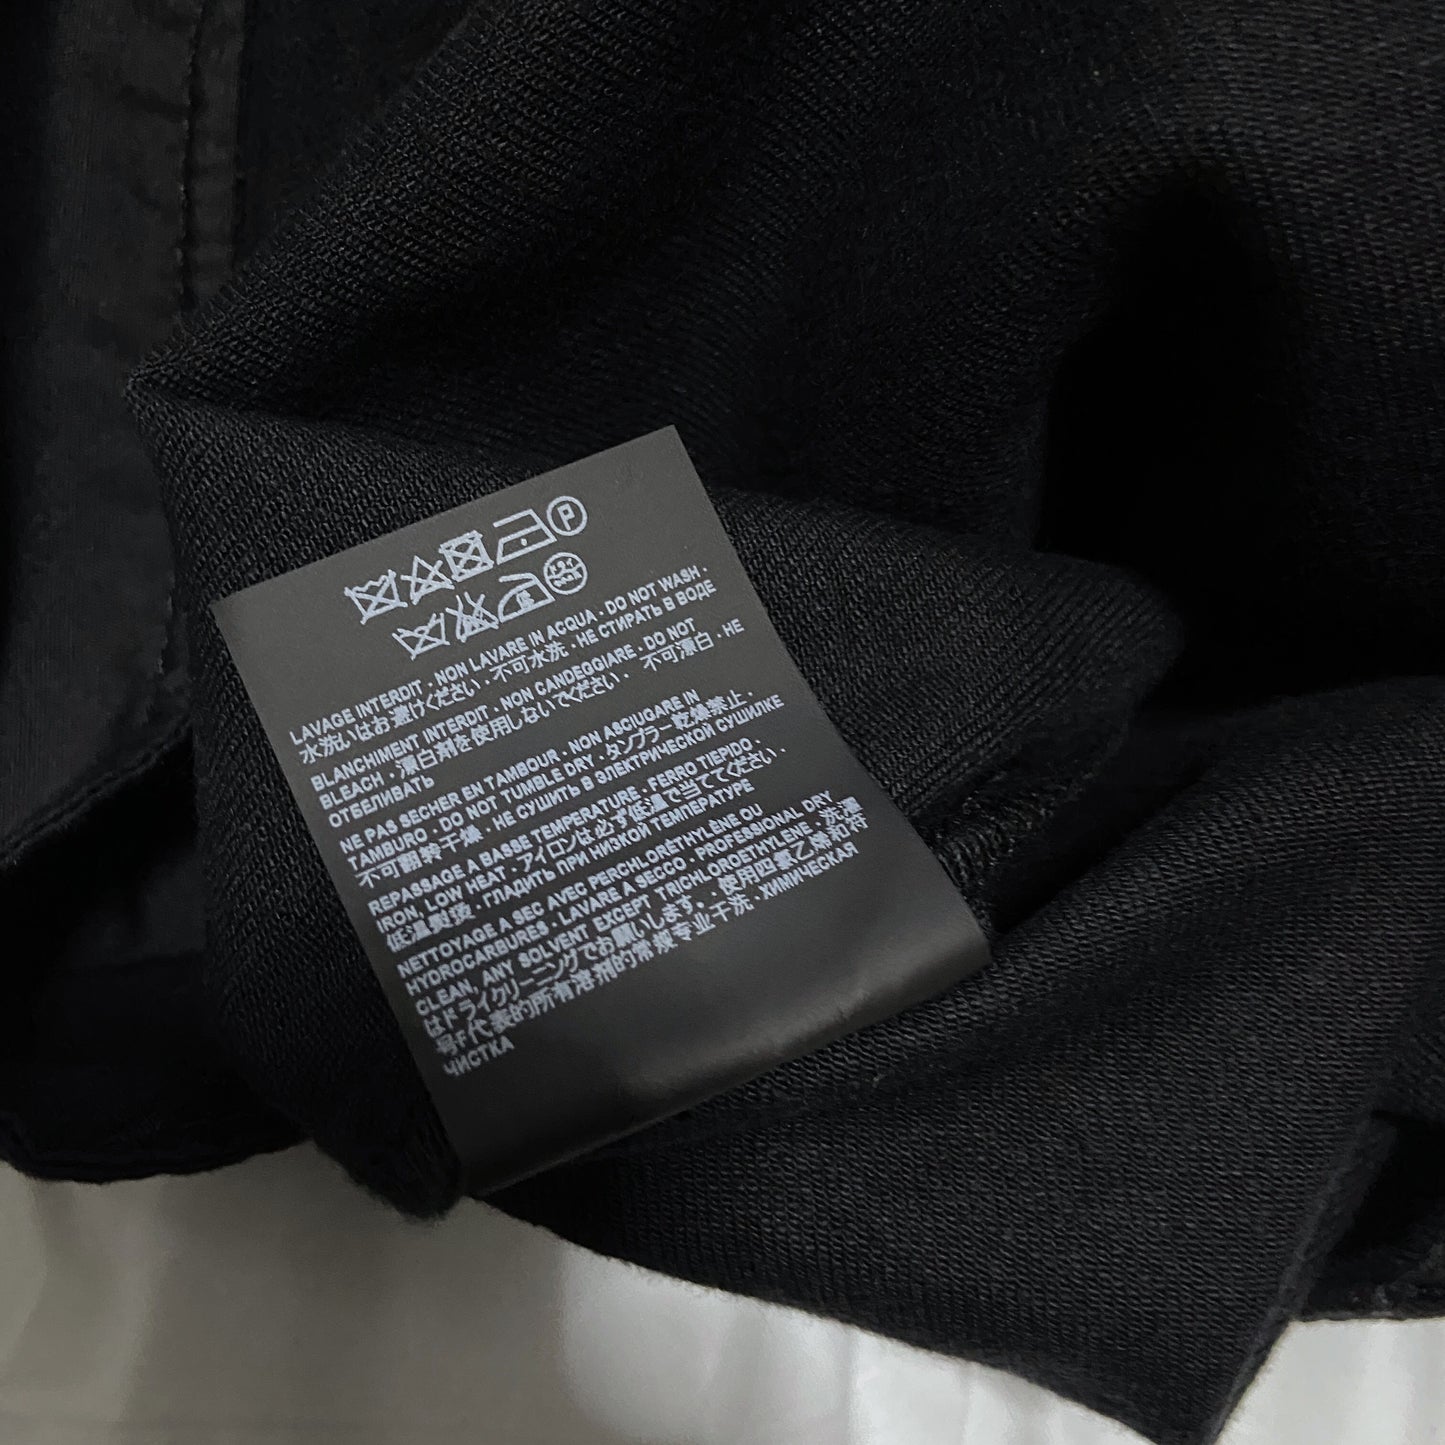 P
LAVAGE INTERDIT · NON LAVARE IN ACQUA · DO NOT WASH ·
水洗いはお避けください · 不可水洗 · НЕ СТИРАТЬ В ВОДЕ
BLANCHIMENT INTERDIT · NON CANDEGGIARE · DO NOT
BLEACH · 漂白剤を使用しないでください · 不可漂白 · НЕ
ОТБЕЛИВАТЬ
NE PAS SECHER EN TAMBOUR · NON ASCIUGARE IN
TAMBURO · DO NOT TUMBLE DRY · タンブラー乾燥禁止 ·
不可翻转干燥 · НЕ СУШИТЬ В ЭЛЕКТРИЧЕСКОЙ СУШИЛКЕ
REPASSAGE A BASSE TEMPERATURE · FERRO TIEPIDO ·
IRON, LOW HEAT · アイロンは必ず低温で当ててください
低温熨烫 · ГЛАДИТЬ ПРИ НИЗКОЙ ТЕМПЕРАТУРЕ
NETTOYAGE A SEC AVEC PERCHLORÉTHYLÈNE OU
HYDROCARBURES · LAVARE A SECCO · PROFESSIONAL DRY
CLEAN, ANY SOLVENT EXCEPT TRICHLOROETHYLENE · 洗濯
はドライクリーニングでお願いします。使用四氯乙烯和符
号F代表的所有溶剂的常规专业干洗 · ХИМИЧЕСКАЯ
ЧИСТКА